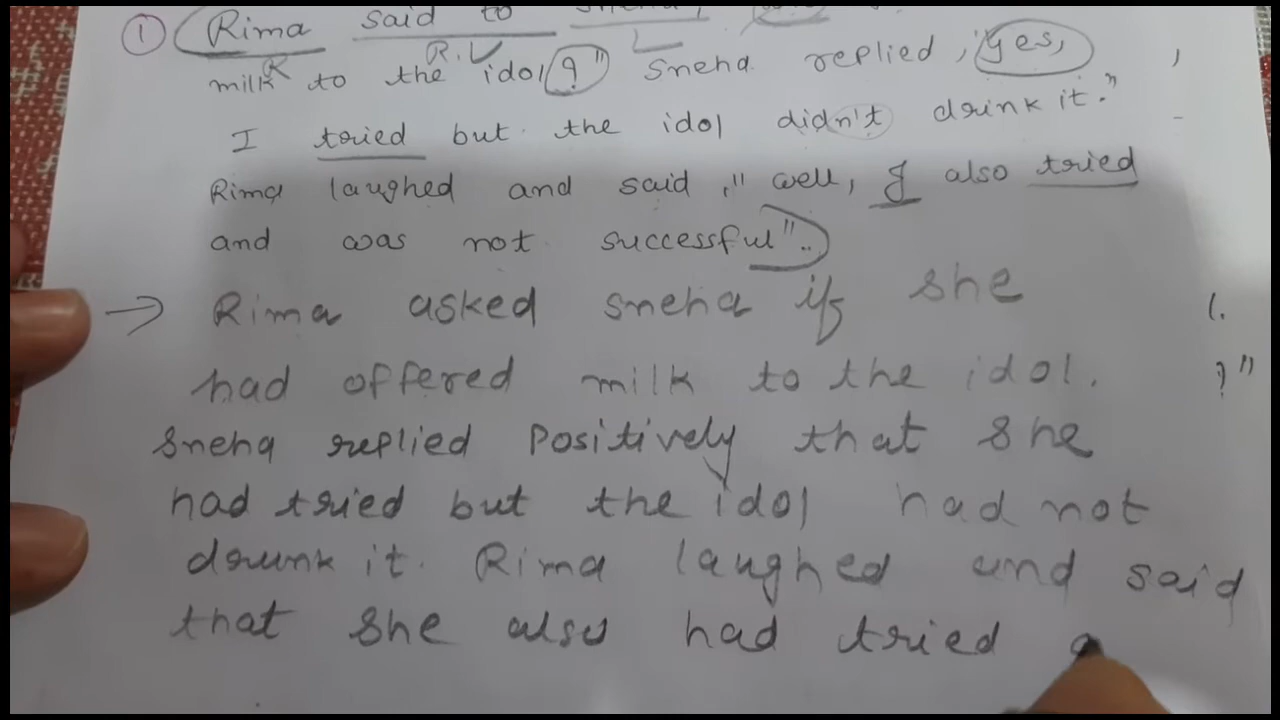 ① Rima said to
R R.V L
milk to the idol?" Sneha replied, "Yes,
I tried but the idol didn't drink it."
Rima laughed and said, "well, I also tried
and was not successful"..
→ Rima asked sneha if she
had offered milk to the idol.
?"
Sneha replied Positively that she
had tried but the idol had not
drunk it. Rima laughed and said
that she also had tried